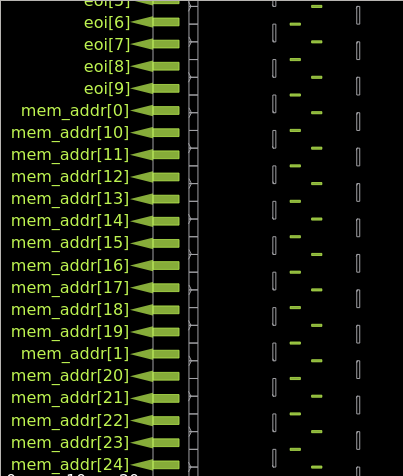 eoi[5]
eoi[6]
eoi[7]
eoi[8]
eoi[9]
mem_addr[0]
mem_addr[10]
mem_addr[11]
mem_addr[12]
mem_addr[13]
mem_addr[14]
mem_addr[15]
mem_addr[16]
mem_addr[17]
mem_addr[18]
mem_addr[19]
mem_addr[1]
mem_addr[20]
mem_addr[21]
mem_addr[22]
mem_addr[23]
mem_addr[24]